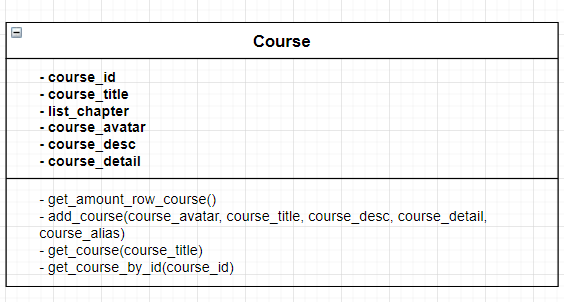 Course
- course_id
- course_title
- list_chapter
- course_avatar
- course_desc
- course_detail
- get_amount_row_course()
- add_course(course_avatar, course_title, course_desc, course_detail,
course_alias)
- get_course(course_title)
- get_course_by_id(course_id)